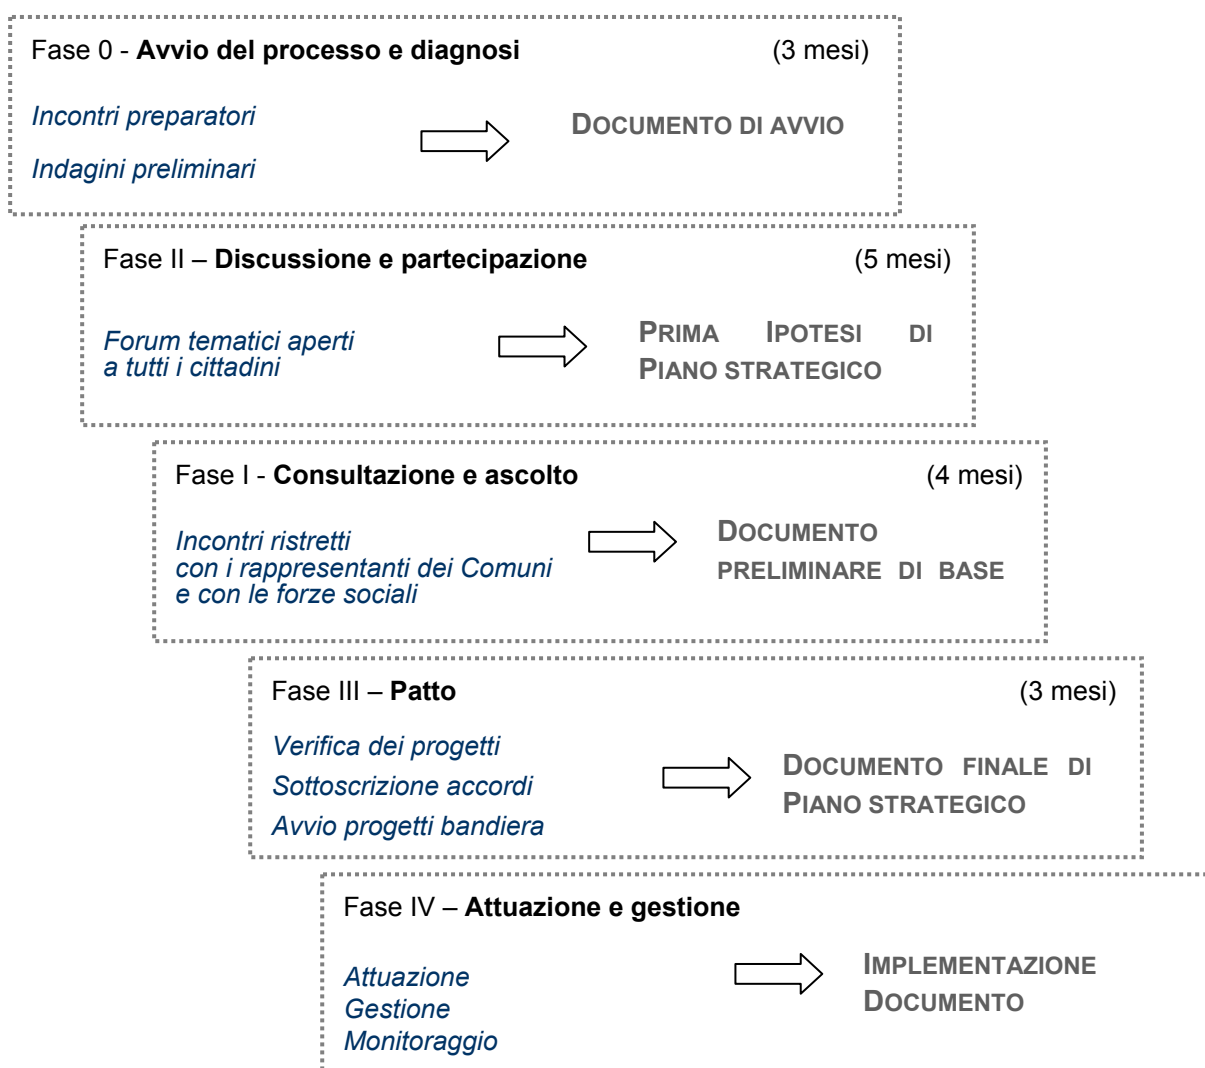 Fase 0 - Avvio del processo e diagnosi (3 mesi)
Incontri preparatori
Indagini preliminari
DOCUMENTO DI AVVIO
Fase II – Discussione e partecipazione (5 mesi)
Forum tematici aperti
a tutti i cittadini
PRIMA IPOTESI DI
PIANO STRATEGICO
Fase I - Consultazione e ascolto (4 mesi)
Incontri ristretti
con i rappresentanti dei Comuni
e con le forze sociali
DOCUMENTO
PRELIMINARE DI BASE
Fase III – Patto (3 mesi)
Verifica dei progetti
Sottoscrizione accordi
Avvio progetti bandiera
DOCUMENTO FINALE DI
PIANO STRATEGICO
Fase IV – Attuazione e gestione
Attuazione
Gestione
Monitoraggio
IMPLEMENTAZIONE
DOCUMENTO